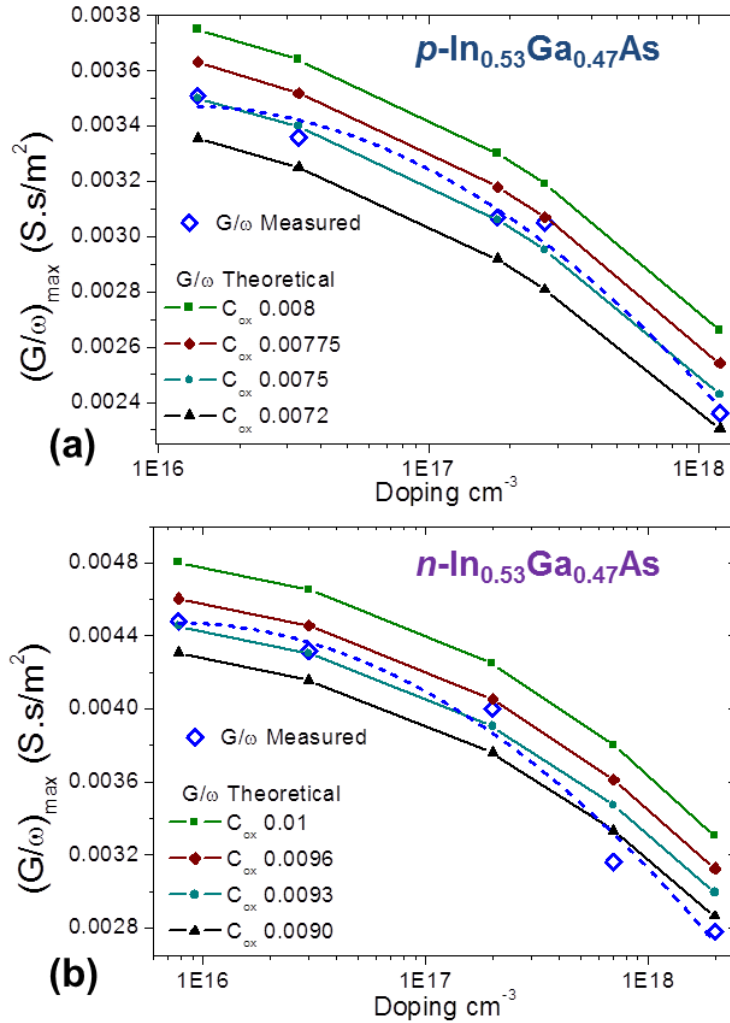 0.0038
p-In0.53Ga0.47As
0.0036
0.0034
0.0032
0.0030
0.0028
0.0026
0.0024
(G/ω)max (S.s/m²)
G/ω Measured
G/ω Theoretical
Cox 0.008
Cox 0.00775
Cox 0.0075
Cox 0.0072
(a)
1E16 1E17 1E18
Doping cm⁻³
n-In0.53Ga0.47As
0.0048
0.0044
0.0040
0.0036
0.0032
0.0028
(G/ω)max (S.s/m²)
G/ω Measured
G/ω Theoretical
Cox 0.01
Cox 0.0096
Cox 0.0093
Cox 0.0090
(b)
1E16 1E17 1E18
Doping cm⁻³